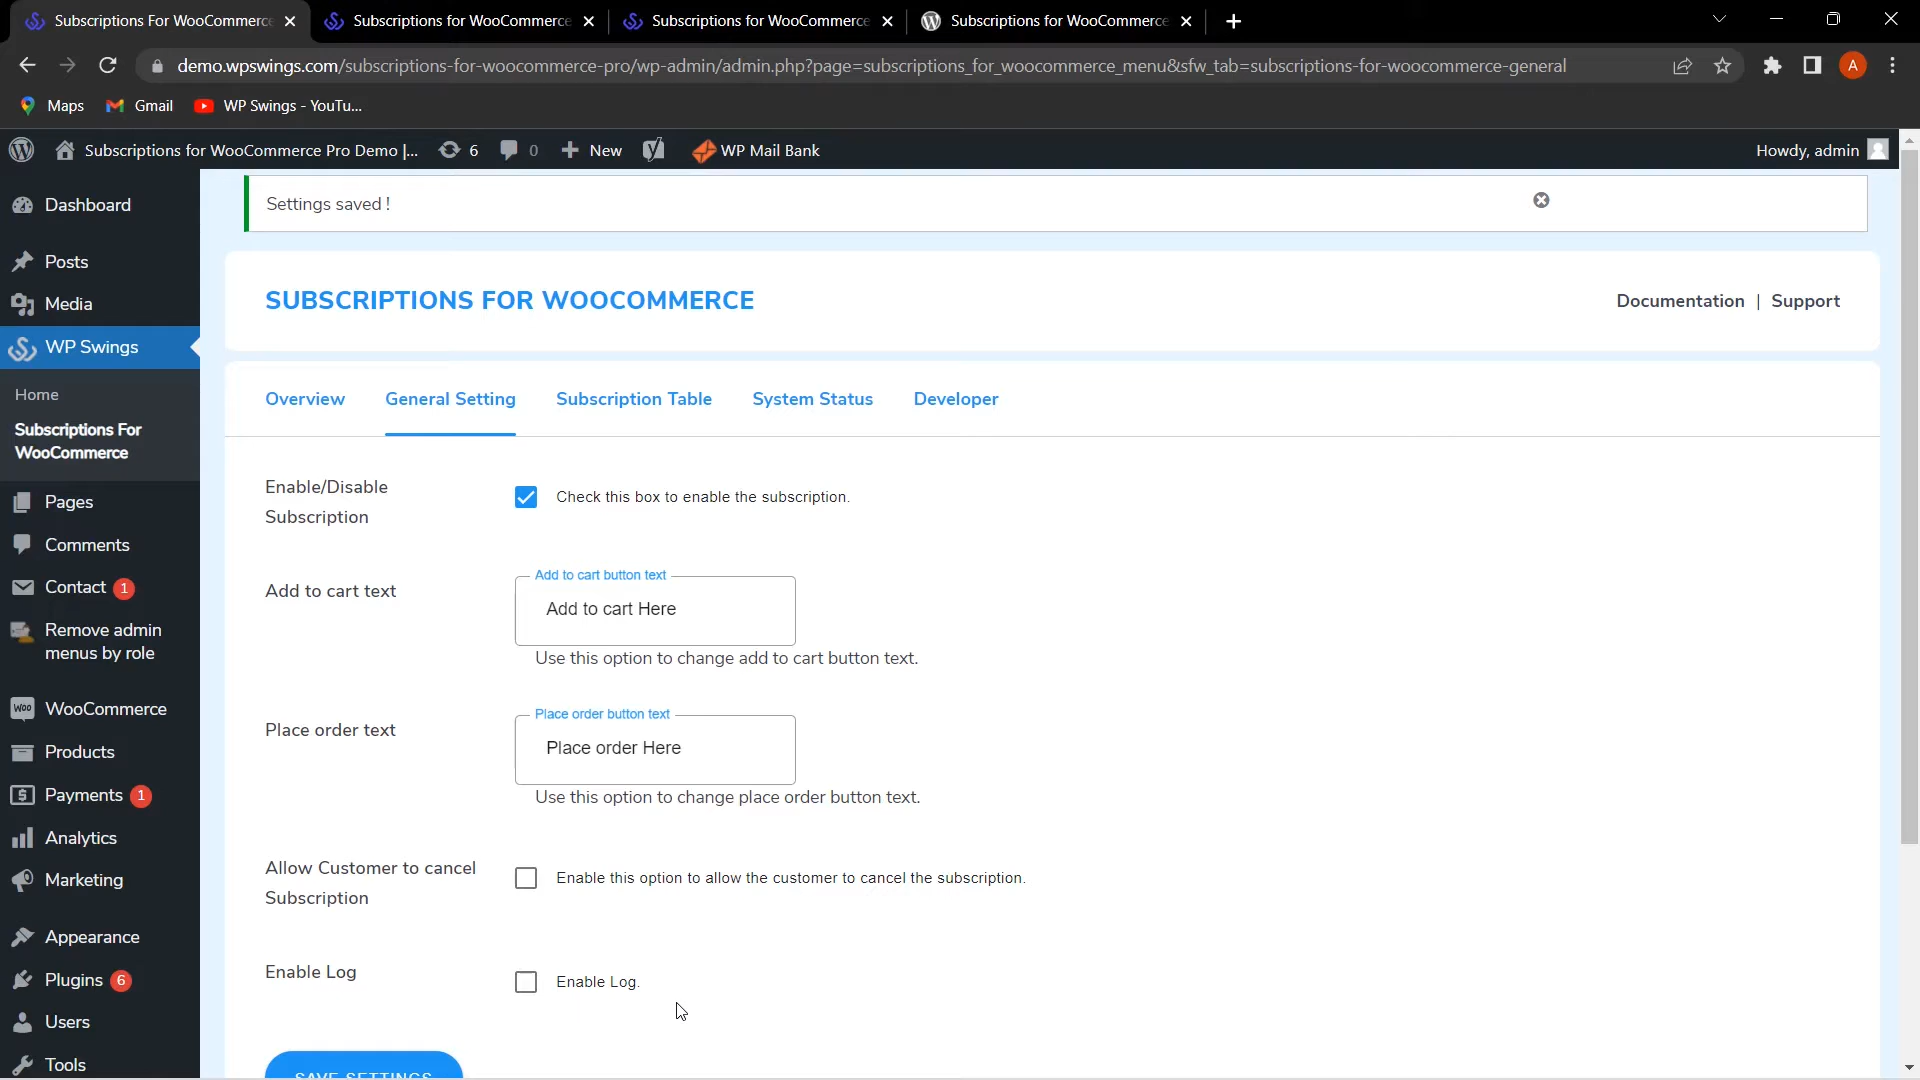 Subscriptions For WooCommerce
Subscriptions for WooCommerce
Subscriptions for WooCommerce
Subscriptions for WooCommerce
demo.wpswings.com/subscriptions-for-woocommerce-pro/wp-admin/admin.php?page=subscriptions_for_woocommerce_menu&sfw_tab=subscriptions-for-woocommerce-general
A
Maps
Gmail
WP Swings - YouTu...
Subscriptions for WooCommerce Pro Demo |...
6
0
New
WP Mail Bank
Howdy, admin
Dashboard
Posts
Media
WP Swings
Home
Subscriptions For
WooCommerce
Pages
Comments
Contact 1
Remove admin
menus by role
Woo WooCommerce
Products
Payments 1
Analytics
Marketing
Appearance
Plugins 6
Users
Tools
Settings saved !
SUBSCRIPTIONS FOR WOOCOMMERCE
Documentation | Support
Overview
General Setting
Subscription Table
System Status
Developer
Enable/Disable
Subscription
Check this box to enable the subscription.
Add to cart text
Add to cart button text
Add to cart Here
Use this option to change add to cart button text.
Place order text
Place order button text
Place order Here
Use this option to change place order button text.
Allow Customer to cancel
Subscription
Enable this option to allow the customer to cancel the subscription.
Enable Log
Enable Log.
SAVE SETTINGS